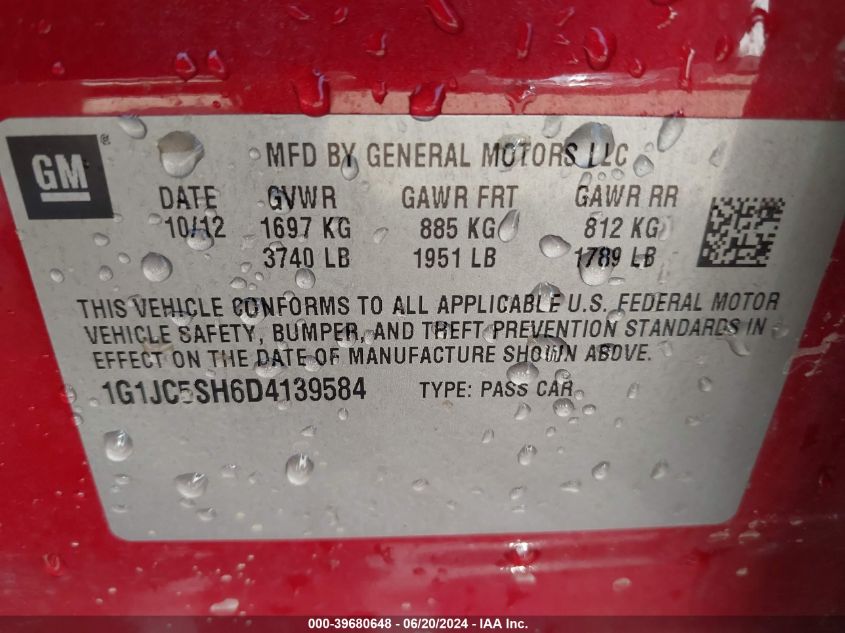 GM ®
MFD BY GENERAL MOTORS LLC
DATE GVWR GAWR FRT GAWR RR
10/12 1697 KG 885 KG 812 KG
3740 LB 1951 LB 1789 LB
THIS VEHICLE CONFORMS TO ALL APPLICABLE U.S. FEDERAL MOTOR
VEHICLE SAFETY, BUMPER, AND THEFT PREVENTION STANDARDS IN
EFFECT ON THE DATE OF MANUFACTURE SHOWN ABOVE.
1G1JC5SH6D4139584 TYPE: PASS CAR
000-39680648 - 06/20/2024 - IAA Inc.